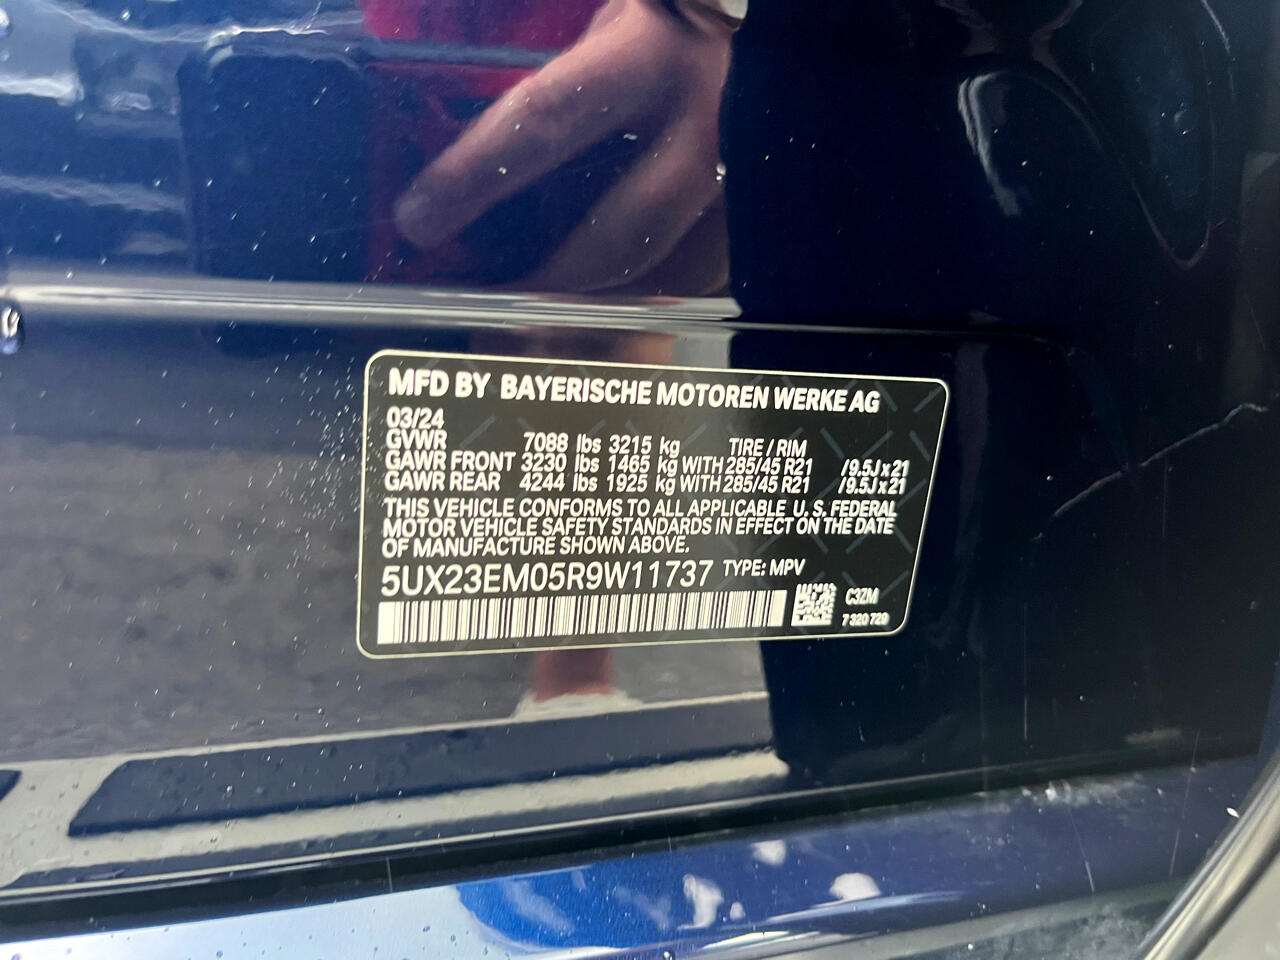 MFD BY BAYERISCHE MOTOREN WERKE AG
03/24
GVWR 7088 lbs 3215 kg TIRE / RIM
GAWR FRONT 3230 lbs 1465 kg WITH 285/45 R21 /9.5J x 21
GAWR REAR 4244 lbs 1925 kg WITH 285/45 R21 /9.5J x 21
THIS VEHICLE CONFORMS TO ALL APPLICABLE U.S. FEDERAL
MOTOR VEHICLE SAFETY STANDARDS IN EFFECT ON THE DATE
OF MANUFACTURE SHOWN ABOVE.
5UX23EM05R9W11737 TYPE: MPV
C3ZM
7 320 729